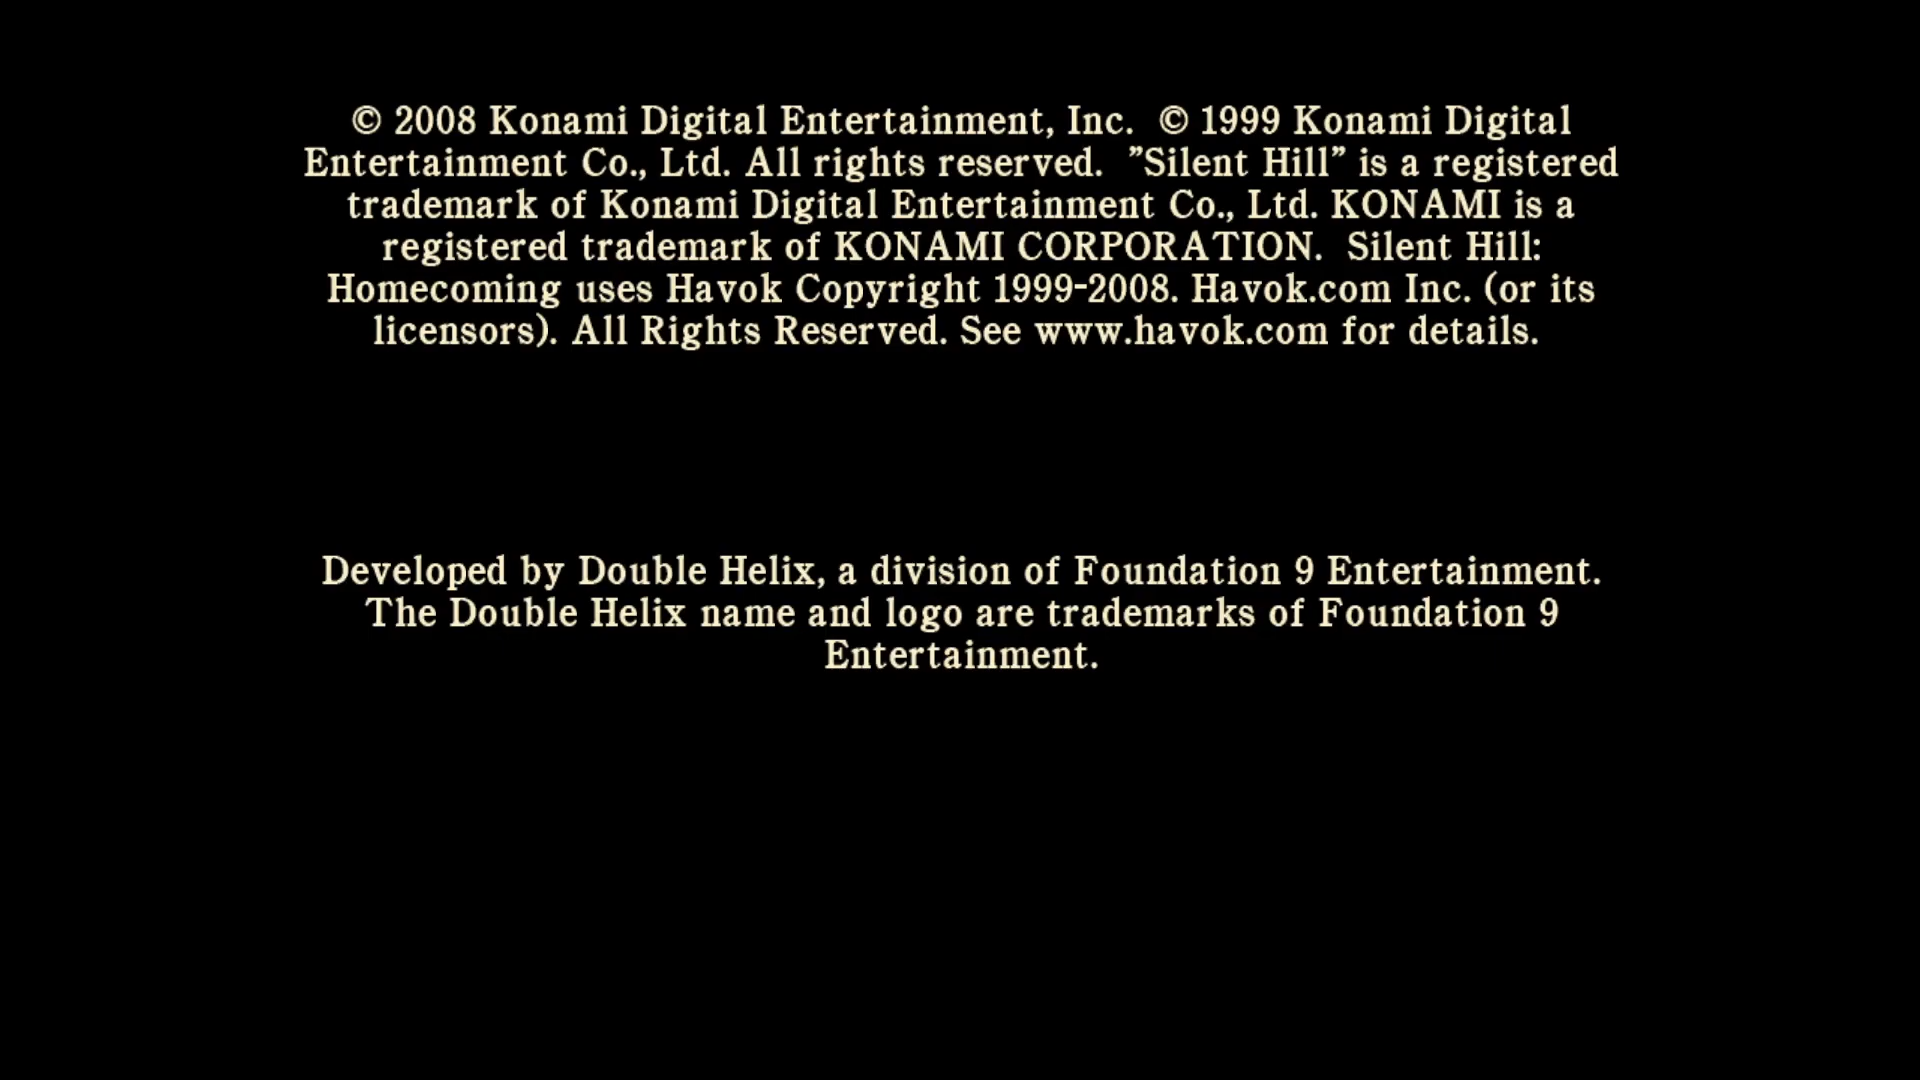 © 2008 Konami Digital Entertainment, Inc.  © 1999 Konami Digital
Entertainment Co., Ltd. All rights reserved.  ”Silent Hill” is a registered
trademark of Konami Digital Entertainment Co., Ltd. KONAMI is a
registered trademark of KONAMI CORPORATION.  Silent Hill:
Homecoming uses Havok Copyright 1999-2008. Havok.com Inc. (or its
licensors). All Rights Reserved. See www.havok.com for details.
Developed by Double Helix, a division of Foundation 9 Entertainment.
The Double Helix name and logo are trademarks of Foundation 9
Entertainment.